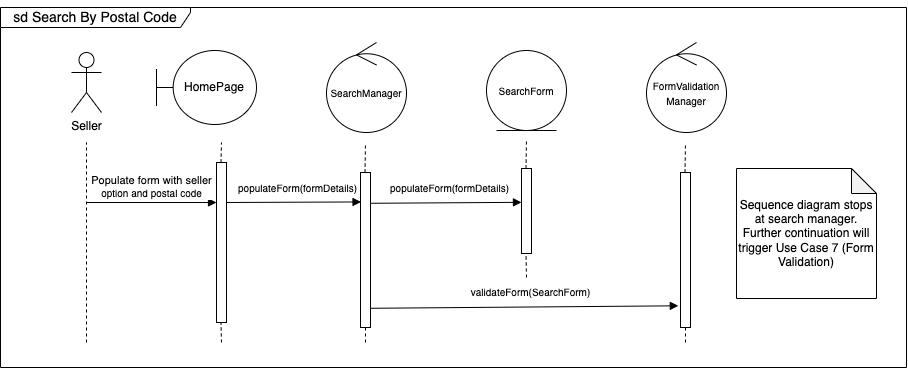 sd Search By Postal Code
Seller
HomePage
SearchManager
SearchForm
FormValidation
Manager
Populate form with seller
option and postal code
populateForm(formDetails)
populateForm(formDetails)
validateForm(SearchForm)
Sequence diagram stops
at search manager.
Further continuation will
trigger Use Case 7 (Form
Validation)